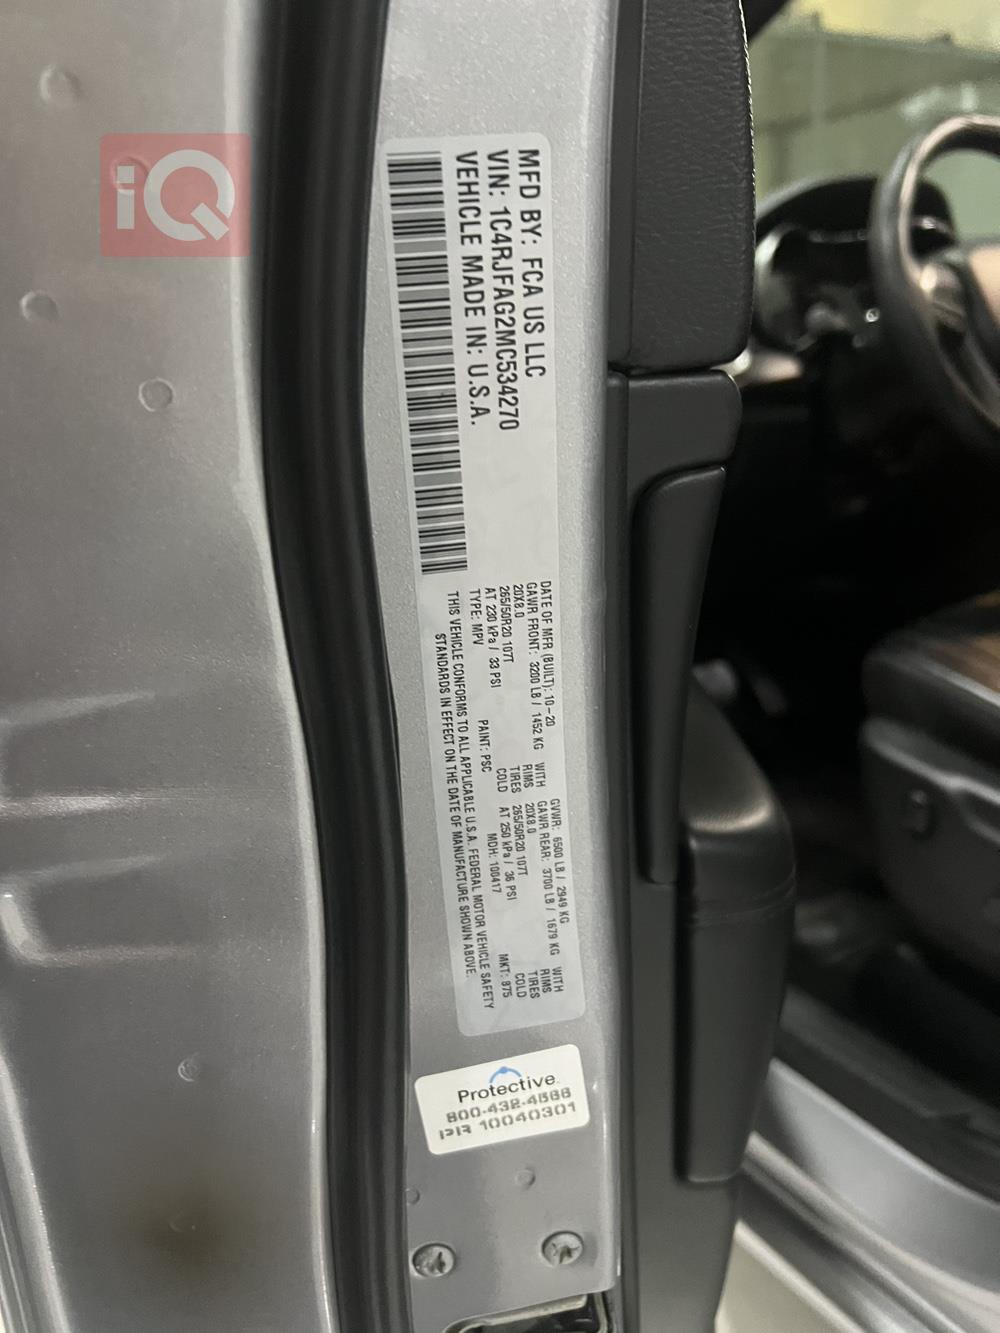 iQ
MFD BY: FCA US LLC
VIN: 1C4RJFAG2MC534270
VEHICLE MADE IN: U.S.A.
DATE OF MFR (BUILT): 10-20 GVWR: 6500 LB / 2949 KG
GAWR FRONT: 3200 LB / 1452 KG WITH GAWR REAR: 3700 LB / 1679 KG WITH
20X8.0 RIMS 20X8.0 RIMS
265/50R20 107T TIRES 265/50R20 107T TIRES
AT 230 kPa / 33 PSI COLD AT 250 kPa / 36 PSI COLD
TYPE: MPV PAINT: PSC MDH: 100417 MKT: 875
THIS VEHICLE CONFORMS TO ALL APPLICABLE U.S.A. FEDERAL MOTOR VEHICLE SAFETY
STANDARDS IN EFFECT ON THE DATE OF MANUFACTURE SHOWN ABOVE.
Protective
800-432-4566
10040301